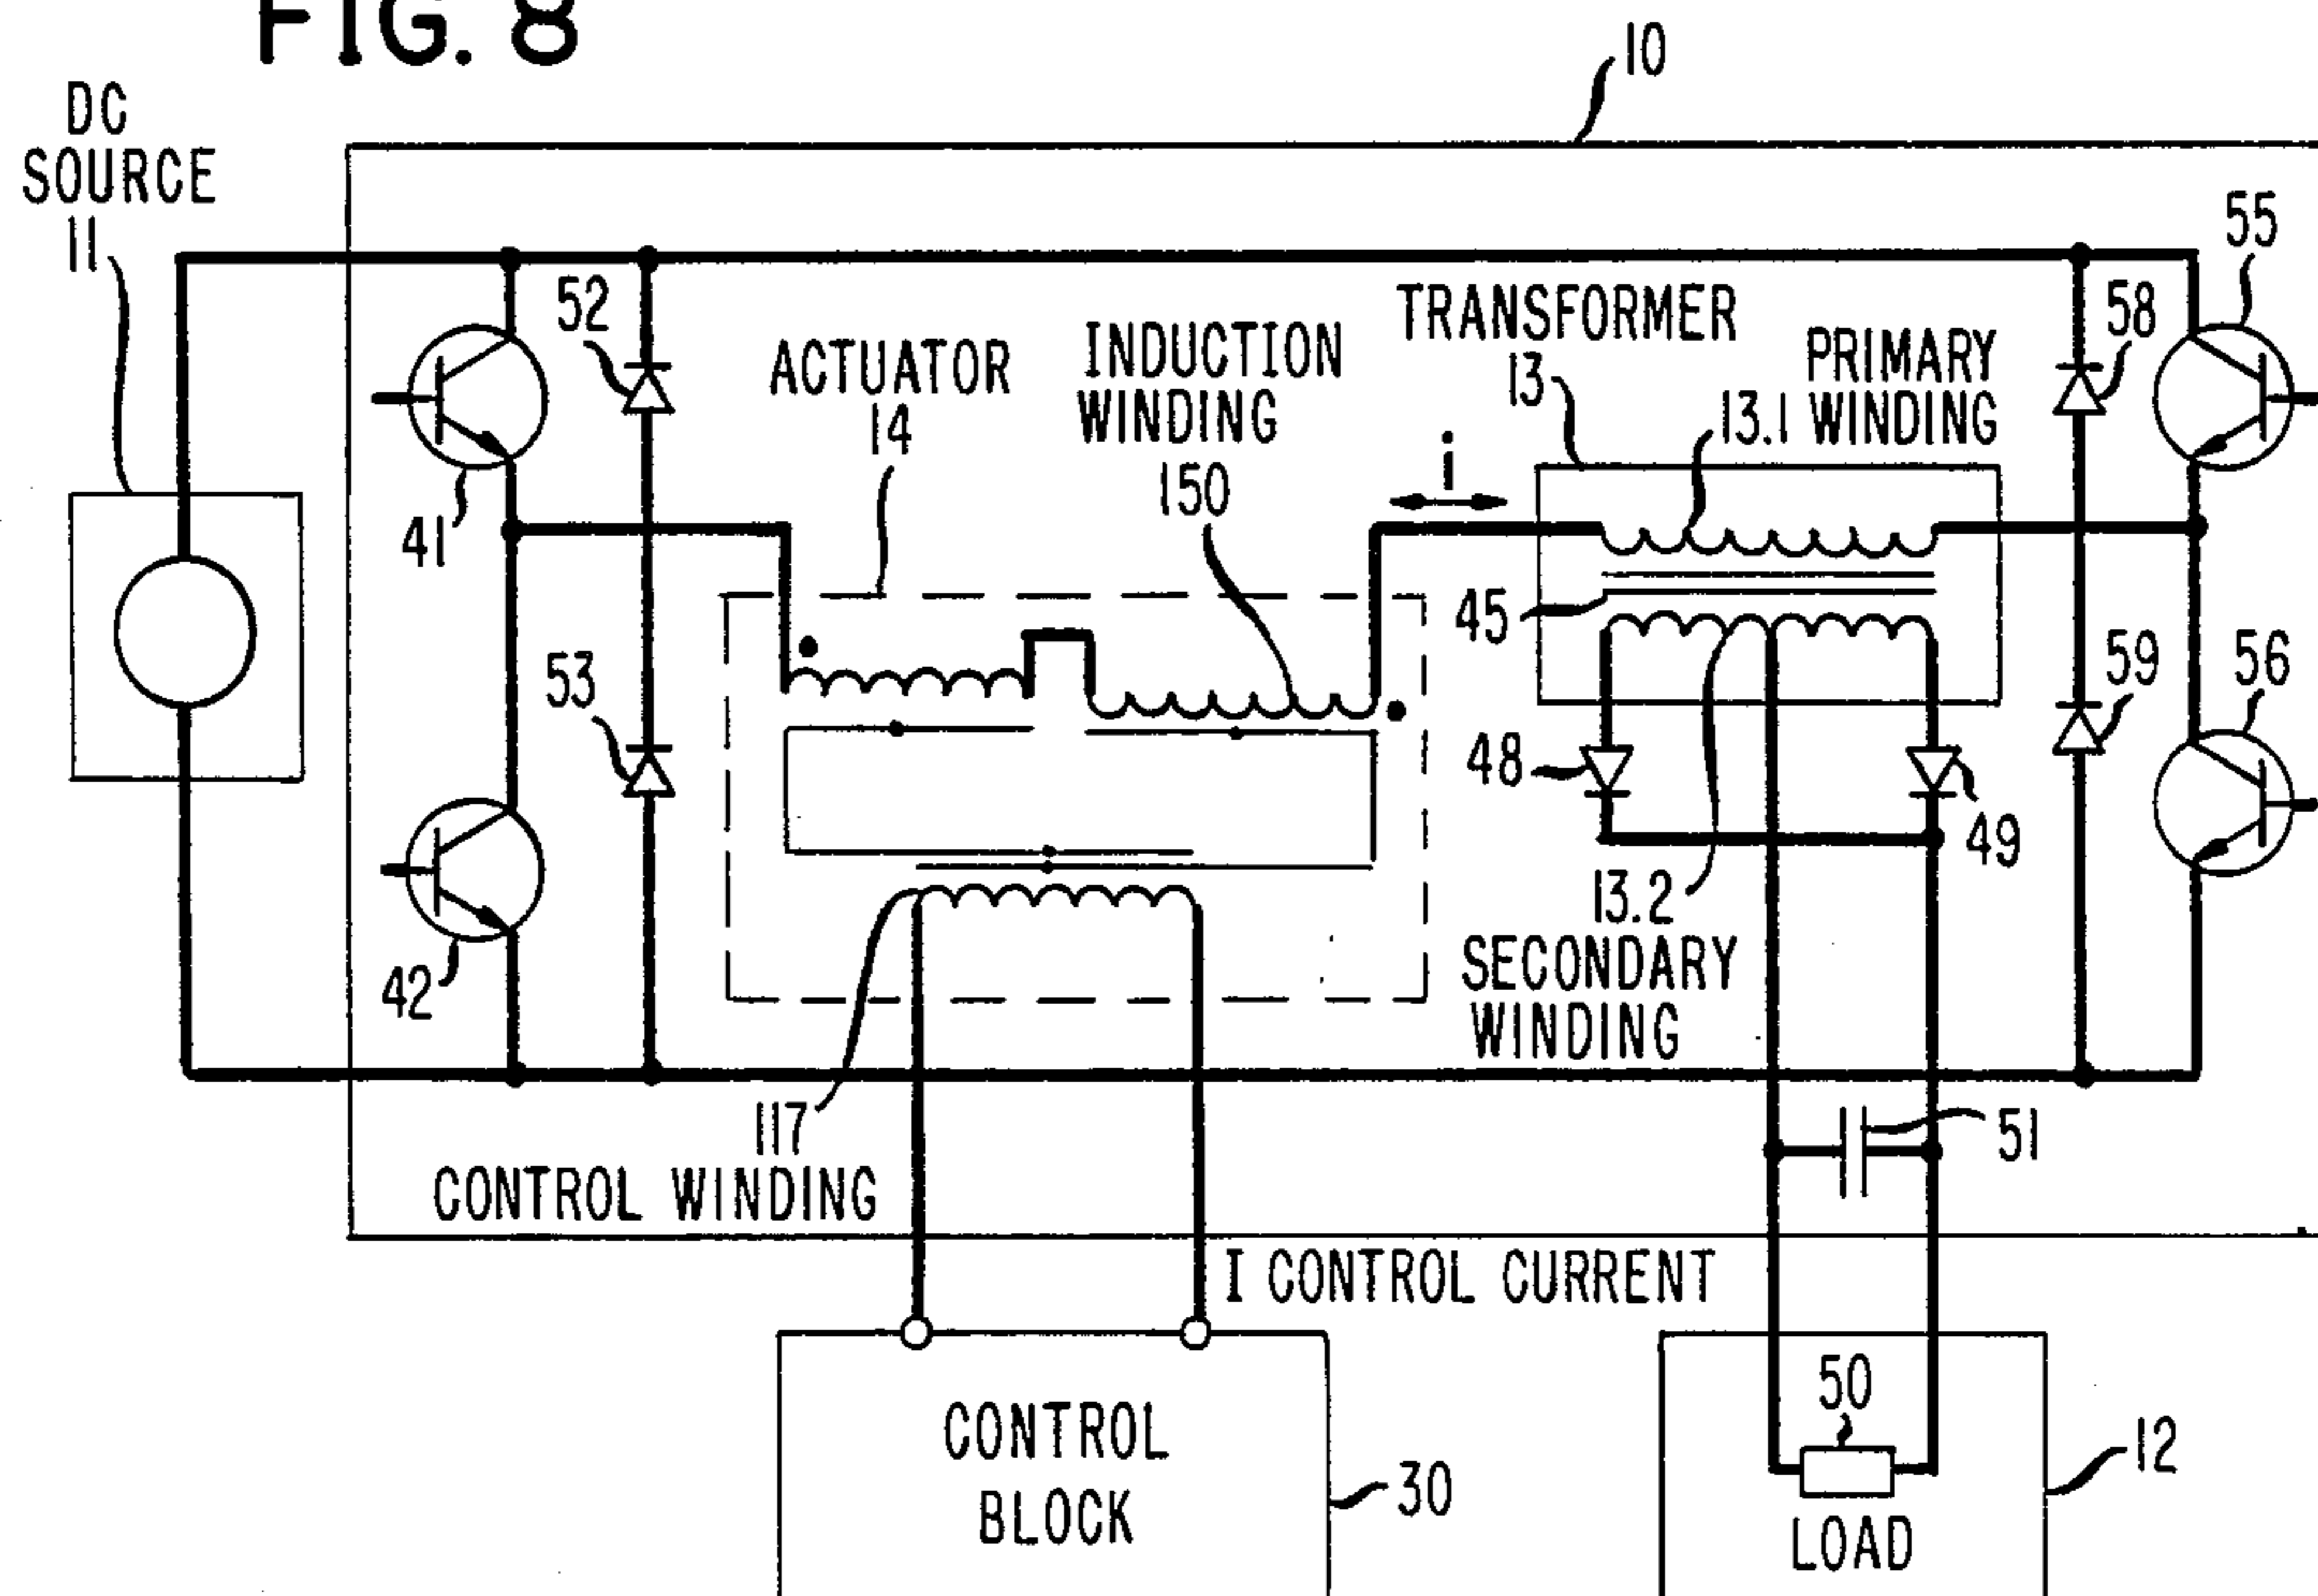 FIG. 8
10
DC
SOURCE
11
55
52
TRANSFORMER
13
58
INDUCTION
WINDING
150
PRIMARY
13.1 WINDING
ACTUATOR
14
i
41
45
53
59
56
48
49
13.2
42
SECONDARY
WINDING
117
51
CONTROL WINDING
I CONTROL CURRENT
50
CONTROL
BLOCK
30
12
LOAD